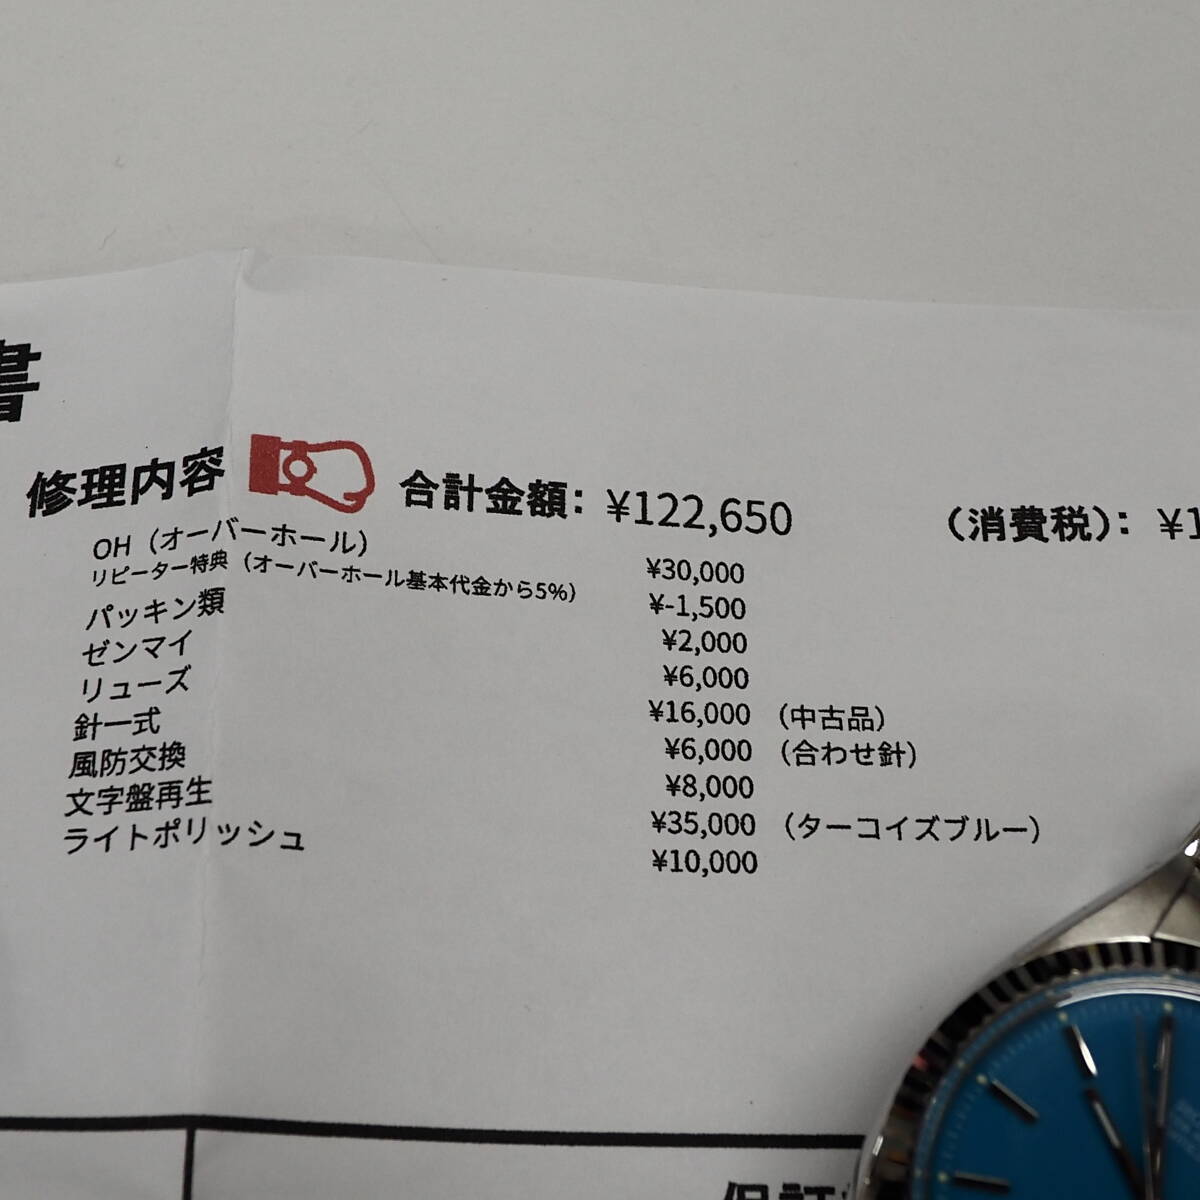 書
修理内容
合計金額: ¥122,650 (消費税): ¥1
OH (オーバーホール) ¥30,000
リピーター特典 (オーバーホール基本代金から5%) ¥-1,500
パッキン類 ¥2,000
ゼンマイ ¥6,000
リューズ ¥16,000 (中古品)
針一式 ¥6,000 (合わせ針)
風防交換 ¥8,000
文字盤再生 ¥35,000 (ターコイズブルー)
ライトポリッシュ ¥10,000
保証